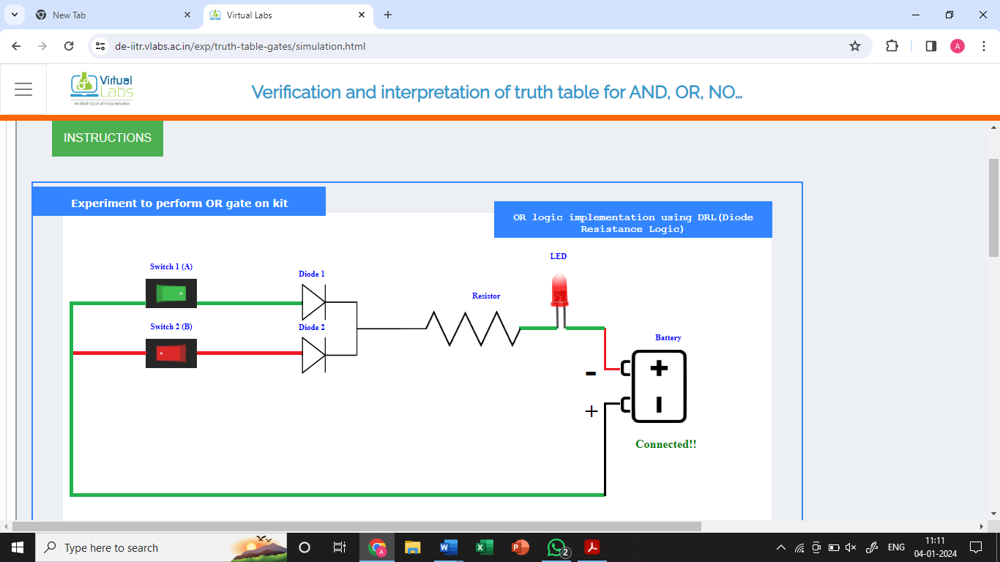 New Tab
Virtual Labs
de-iitr.vlabs.ac.in/exp/truth-table-gates/simulation.html
A
Virtual
Labs
An MoE Govt of India Initiative
Verification and interpretation of truth table for AND, OR, NO...
INSTRUCTIONS
Experiment to perform OR gate on kit
OR logic implementation using DRL(Diode
Resistance Logic)
LED
Switch 1 (A)
Diode 1
Resistor
Switch 2 (B)
Diode 2
Battery
-
+
+
-
Connected!!
Type here to search
A
W
X
P
2
ENG
11:11
04-01-2024